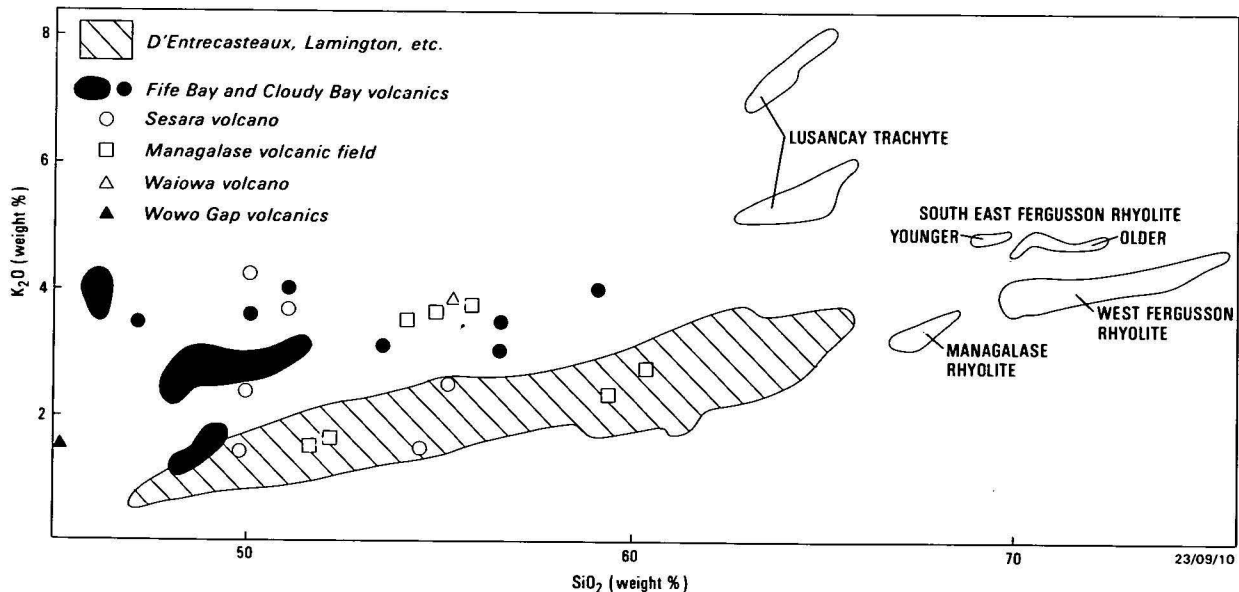 8
D'Entrecasteaux, Lamington, etc.
Fife Bay and Cloudy Bay volcanics
Sesara volcano
Managalase volcanic field
Waiowa volcano
Wowo Gap volcanics
LUSANCAY TRACHYTE
6
SOUTH EAST FERGUSSON RHYOLITE
YOUNGER
OLDER
K₂O (weight %)
4
WEST FERGUSSON
RHYOLITE
MANAGALASE
RHYOLITE
2
50
60
70
23/09/10
SiO₂ (weight %)